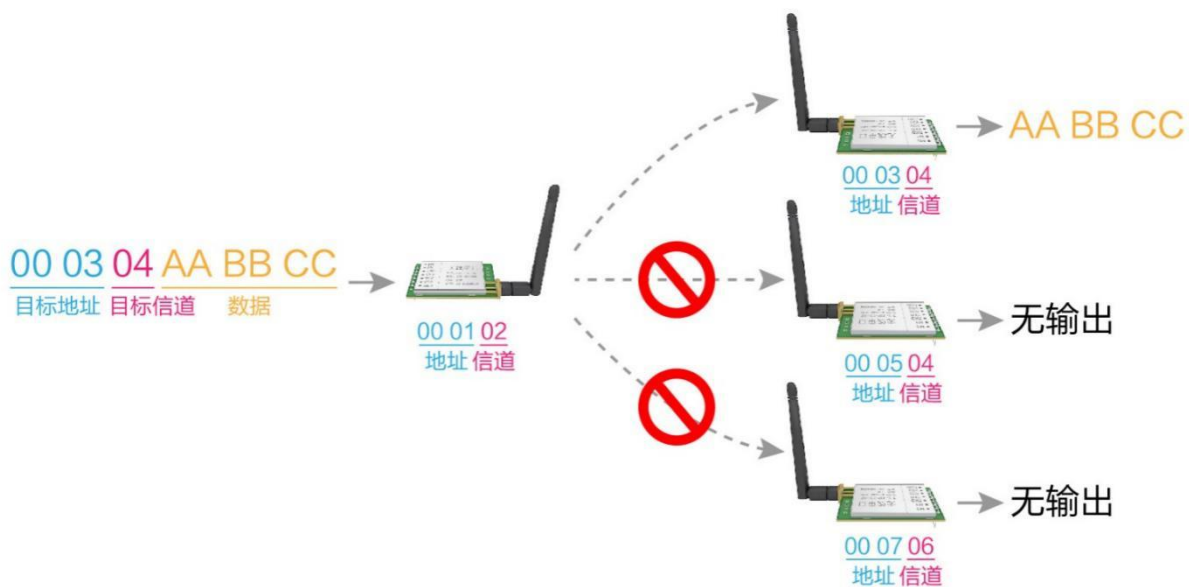 00 03 04 AA BB CC
目标地址 目标信道 数据
00 01 02
地址 信道
00 03 04
地址 信道
AA BB CC
00 05 04
地址 信道
无输出
00 07 06
地址 信道
无输出